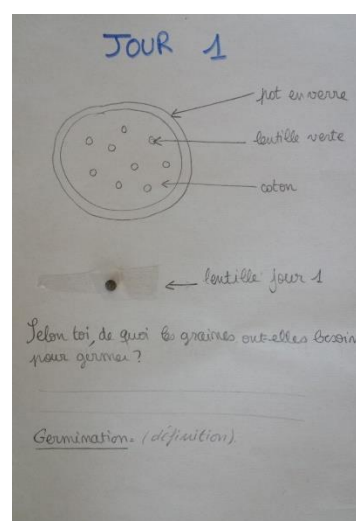 JOUR 1
pot en verre
lentille verte
coton
lentille jour 1
Selon toi, de quoi les graines ont-elles besoin
pour germer ?
Germination. (définition)